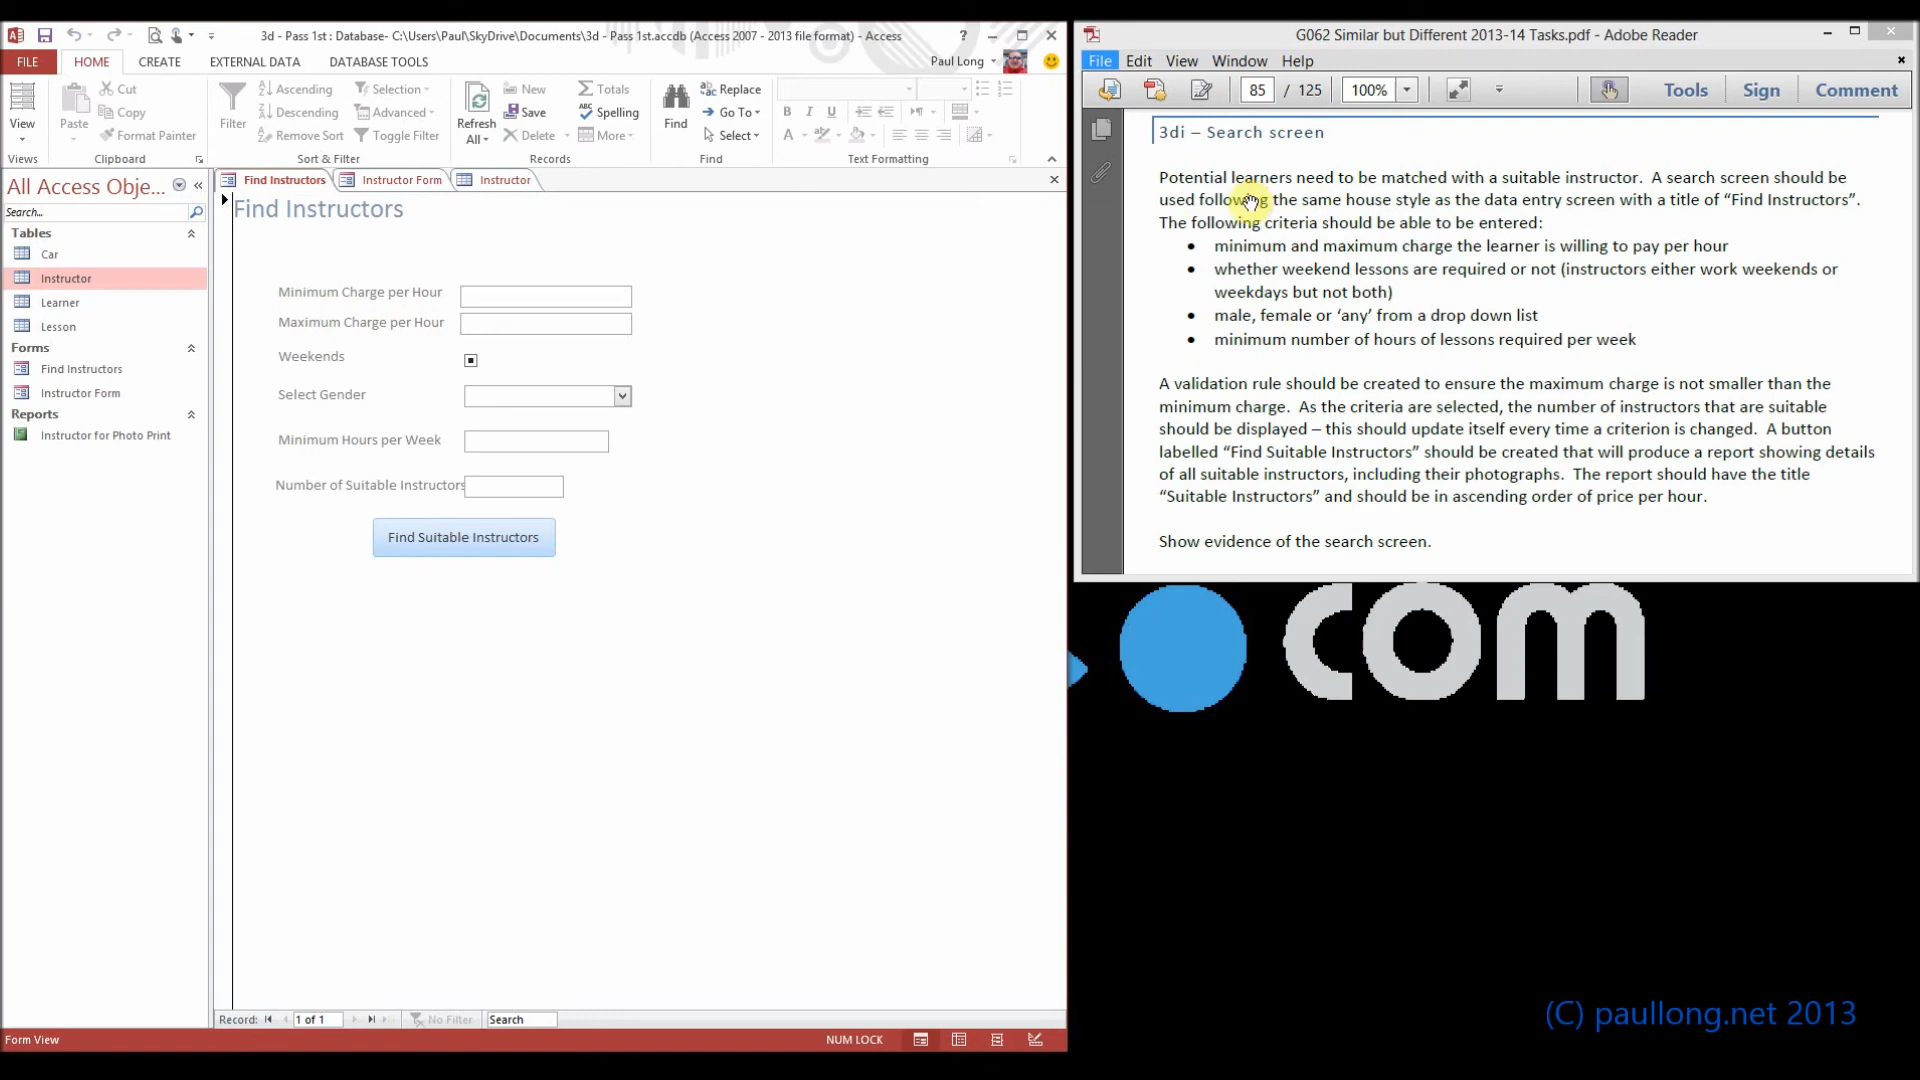 3d - Pass 1st : Database- C:\Users\Paul\SkyDrive\Documents\3d - Pass 1st.accdb (Access 2007 - 2013 file format) - Access
FILE
HOME
CREATE
EXTERNAL DATA
DATABASE TOOLS
Paul Long
View
Views
Paste
Cut
Copy
Format Painter
Clipboard
Filter
Ascending
Descending
Remove Sort
Selection
Advanced
Toggle Filter
Sort & Filter
Refresh
All
New
Save
Delete
Totals
Spelling
More
Records
Find
Replace
Go To
Select
Find
B I U
A
Text Formatting
All Access Obje...
Search...
Tables
Car
Instructor
Learner
Lesson
Forms
Find Instructors
Instructor Form
Reports
Instructor for Photo Print
Find Instructors
Instructor Form
Instructor
Find Instructors
Minimum Charge per Hour
Maximum Charge per Hour
Weekends
Select Gender
Minimum Hours per Week
Number of Suitable Instructors
Find Suitable Instructors
Record:
1 of 1
No Filter
Search
Form View
NUM LOCK
G062 Similar but Different 2013-14 Tasks.pdf - Adobe Reader
File Edit View Window Help
85 / 125
100%
Tools
Sign
Comment
3di – Search screen
Potential learners need to be matched with a suitable instructor. A search screen should be
used following the same house style as the data entry screen with a title of “Find Instructors”.
The following criteria should be able to be entered:
• minimum and maximum charge the learner is willing to pay per hour
• whether weekend lessons are required or not (instructors either work weekends or
weekdays but not both)
• male, female or ‘any’ from a drop down list
• minimum number of hours of lessons required per week
A validation rule should be created to ensure the maximum charge is not smaller than the
minimum charge. As the criteria are selected, the number of instructors that are suitable
should be displayed – this should update itself every time a criterion is changed. A button
labelled “Find Suitable Instructors” should be created that will produce a report showing details
of all suitable instructors, including their photographs. The report should have the title
“Suitable Instructors” and should be in ascending order of price per hour.
Show evidence of the search screen.
com
(C) paullong.net 2013